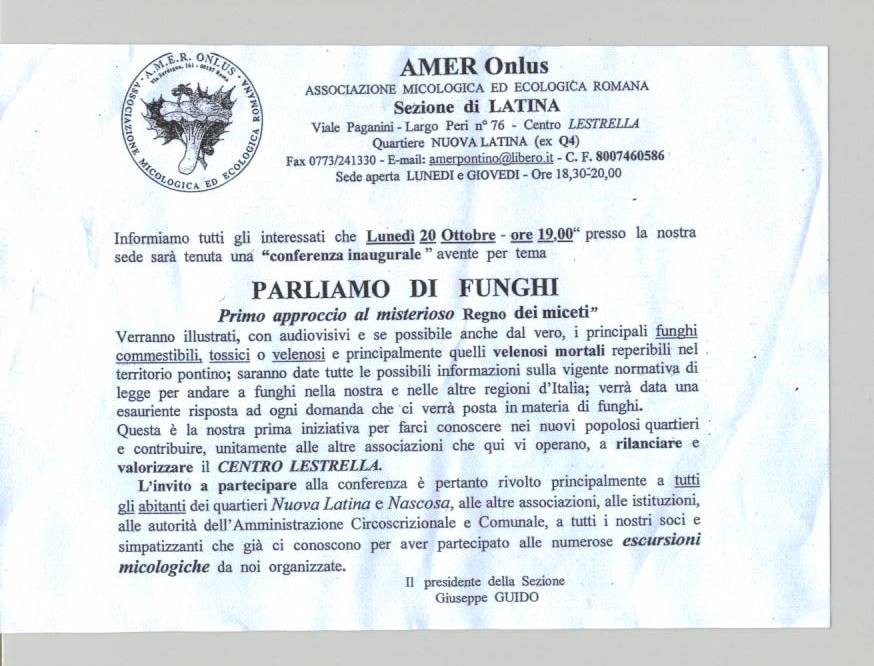 A.M.E.R. ONLUS
ASSOCIAZIONE MICOLOGICA ED ECOLOGICA ROMANA
AMER Onlus
ASSOCIAZIONE MICOLOGICA ED ECOLOGICA ROMANA
Sezione di LATINA
Viale Paganini - Largo Peri n° 76 - Centro LESTRELLA
Quartiere NUOVA LATINA (ex Q4)
Fax 0773/241330 - E-mail: amerpontino@libero.it - C. F. 8007460586
Sede aperta LUNEDI e GIOVEDI - Ore 18,30-20,00
Informiamo tutti gli interessati che Lunedì 20 Ottobre - ore 19,00“ presso la nostra
sede sarà tenuta una “conferenza inaugurale ” avente per tema
PARLIAMO DI FUNGHI
Primo approccio al misterioso Regno dei miceti”
Verranno illustrati, con audiovisivi e se possibile anche dal vero, i principali funghi
commestibili, tossici o velenosi e principalmente quelli velenosi mortali reperibili nel
territorio pontino; saranno date tutte le possibili informazioni sulla vigente normativa di
legge per andare a funghi nella nostra e nelle altre regioni d’Italia; verrà data una
esauriente risposta ad ogni domanda che ci verrà posta in materia di funghi.
Questa è la nostra prima iniziativa per farci conoscere nei nuovi popolosi quartieri
e contribuire, unitamente alle altre associazioni che qui vi operano, a rilanciare e
valorizzare il CENTRO LESTRELLA.
L’invito a partecipare alla conferenza è pertanto rivolto principalmente a tutti
gli abitanti dei quartieri Nuova Latina e Nascosa, alle altre associazioni, alle istituzioni,
alle autorità dell’Amministrazione Circoscrizionale e Comunale, a tutti i nostri soci e
simpatizzanti che già ci conoscono per aver partecipato alle numerose escursioni
micologiche da noi organizzate.
Il presidente della Sezione
Giuseppe GUIDO